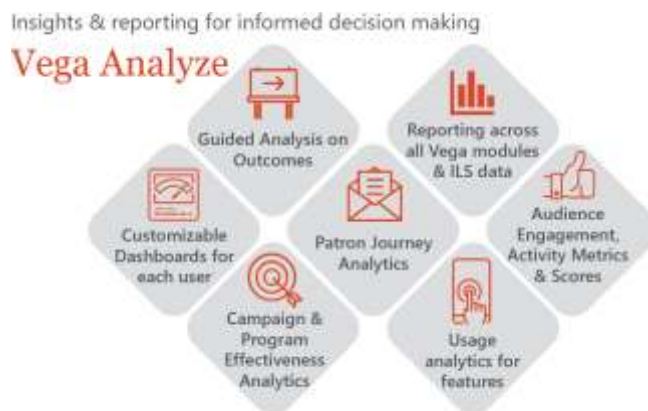 Insights & reporting for informed decision making
Vega Analyze
Guided Analysis on
Outcomes
Reporting across
all Vega modules
& ILS data
Customizable
Dashboards for
each user
Patron Journey
Analytics
Audience
Engagement,
Activity Metrics
& Scores
Campaign &
Program
Effectiveness
Analytics
Usage
analytics for
features